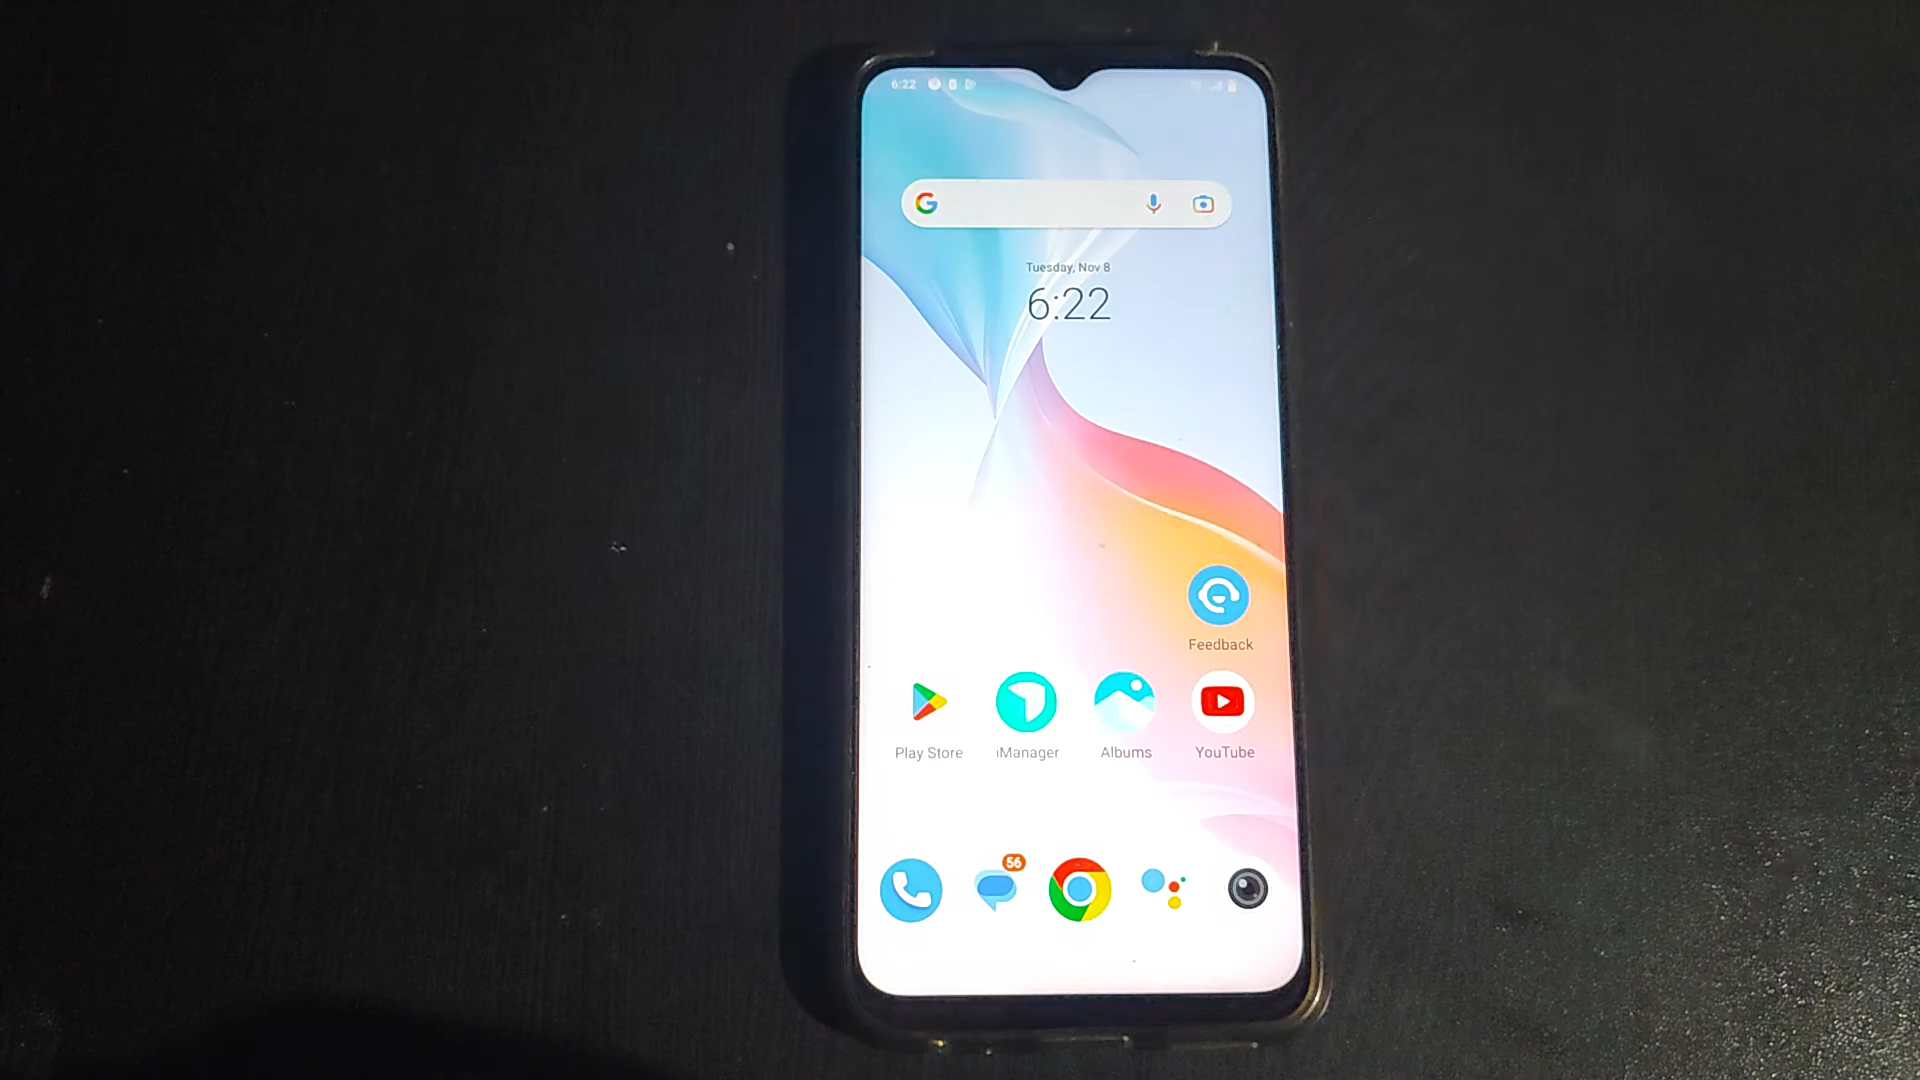 6:22
G
Tuesday, Nov 8
6:22
Feedback
Play Store iManager Albums YouTube
56